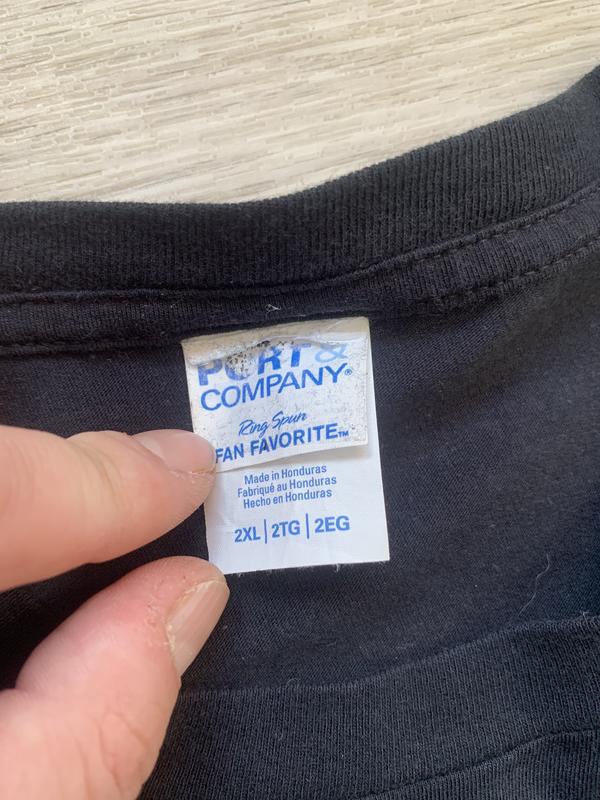 PORT &
COMPANY®
Ring Spun
FAN FAVORITE™
Made in Honduras
Fabriqué au Honduras
Hecho en Honduras
2XL | 2TG | 2EG